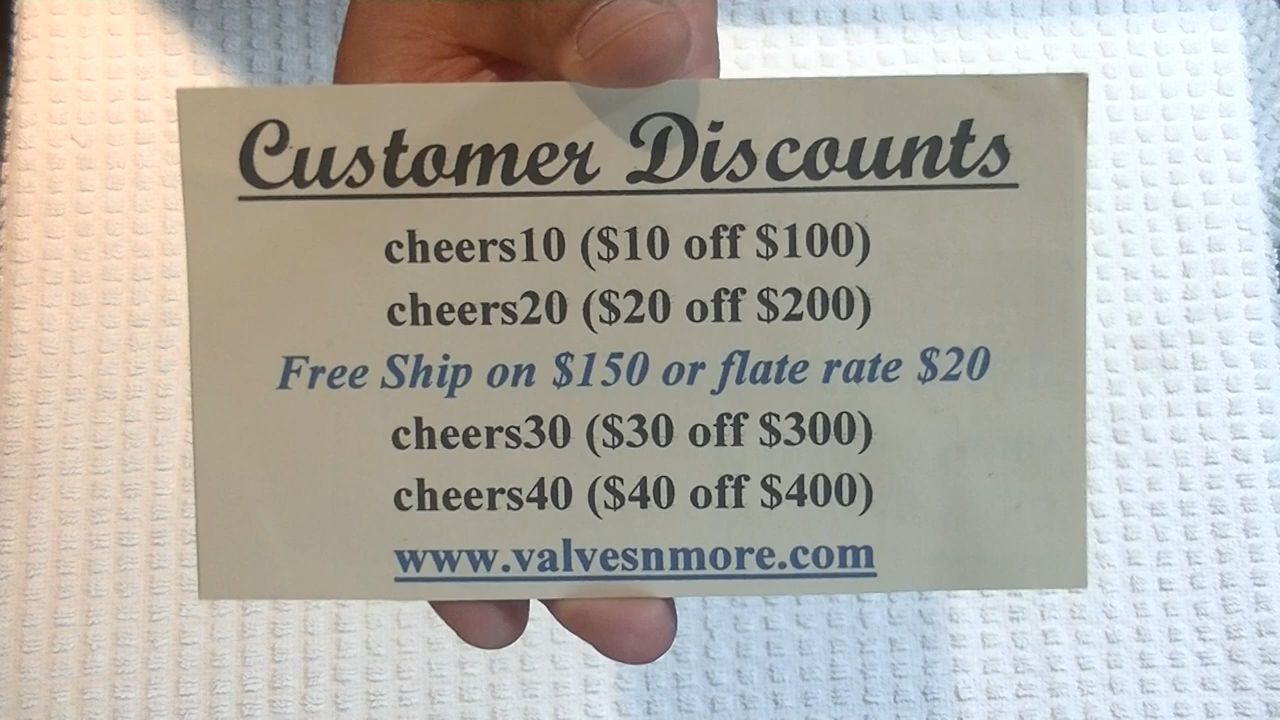 Customer Discounts
cheers10 ($10 off $100)
cheers20 ($20 off $200)
Free Ship on $150 or flate rate $20
cheers30 ($30 off $300)
cheers40 ($40 off $400)
www.valvesnmore.com